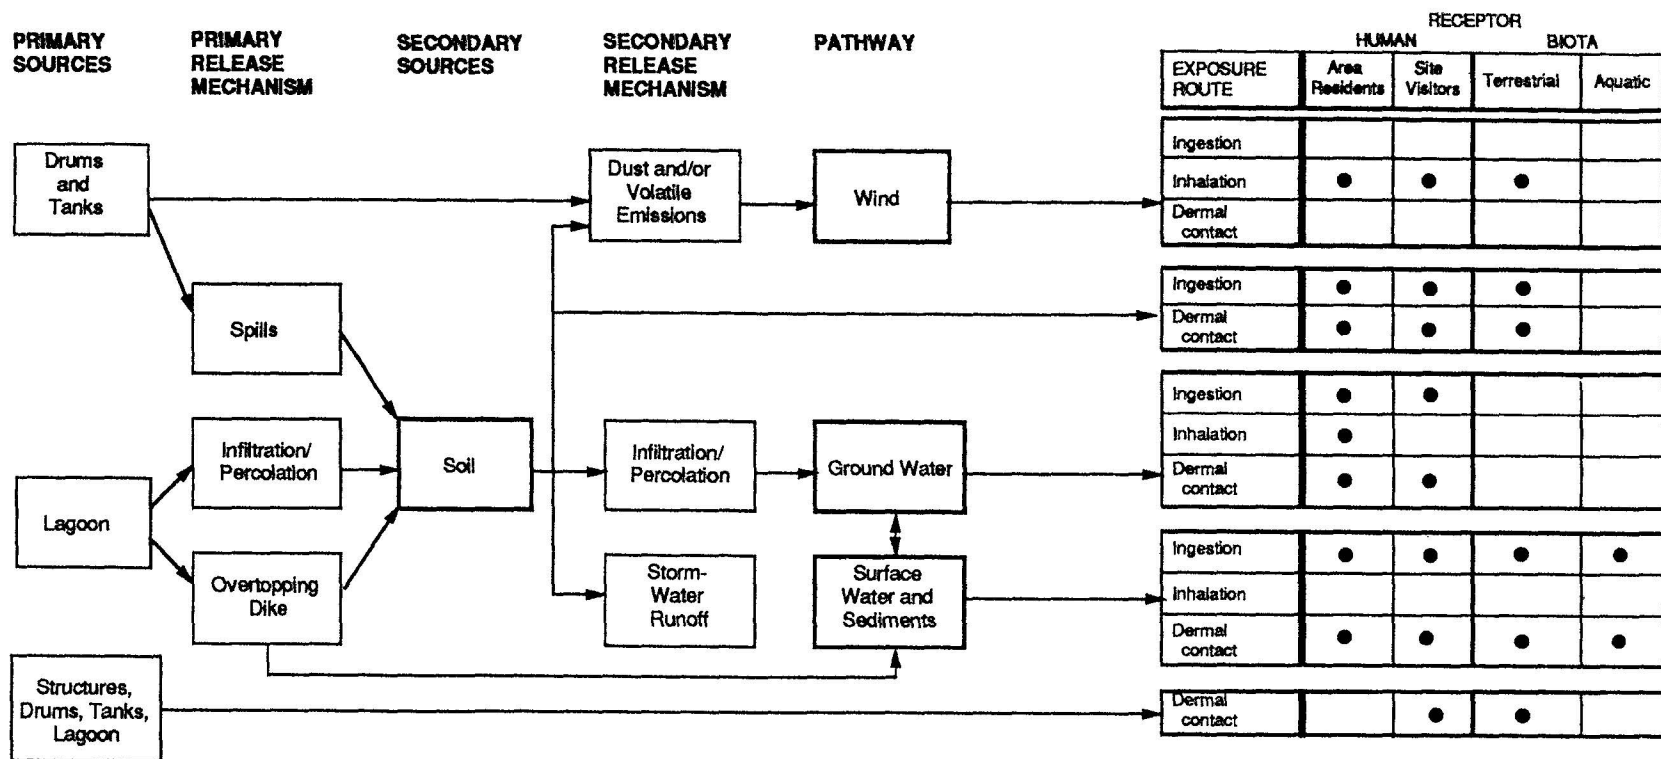 PRIMARY
SOURCES
PRIMARY
RELEASE
MECHANISM
SECONDARY
SOURCES
SECONDARY
RELEASE
MECHANISM
PATHWAY
RECEPTOR
HUMAN
BIOTA
EXPOSURE
ROUTE
Area
Residents
Site
Visitors
Terrestrial
Aquatic
Drums
and
Tanks
Dust and/or
Volatile
Emissions
Wind
Ingestion
Inhalation
Dermal
contact
Spills
Ingestion
Dermal
contact
Lagoon
Infiltration/
Percolation
Soil
Infiltration/
Percolation
Ground Water
Ingestion
Inhalation
Dermal
contact
Overtopping
Dike
Storm-
Water
Runoff
Surface
Water and
Sediments
Ingestion
Inhalation
Dermal
contact
Structures,
Drums, Tanks,
Lagoon
Dermal
contact